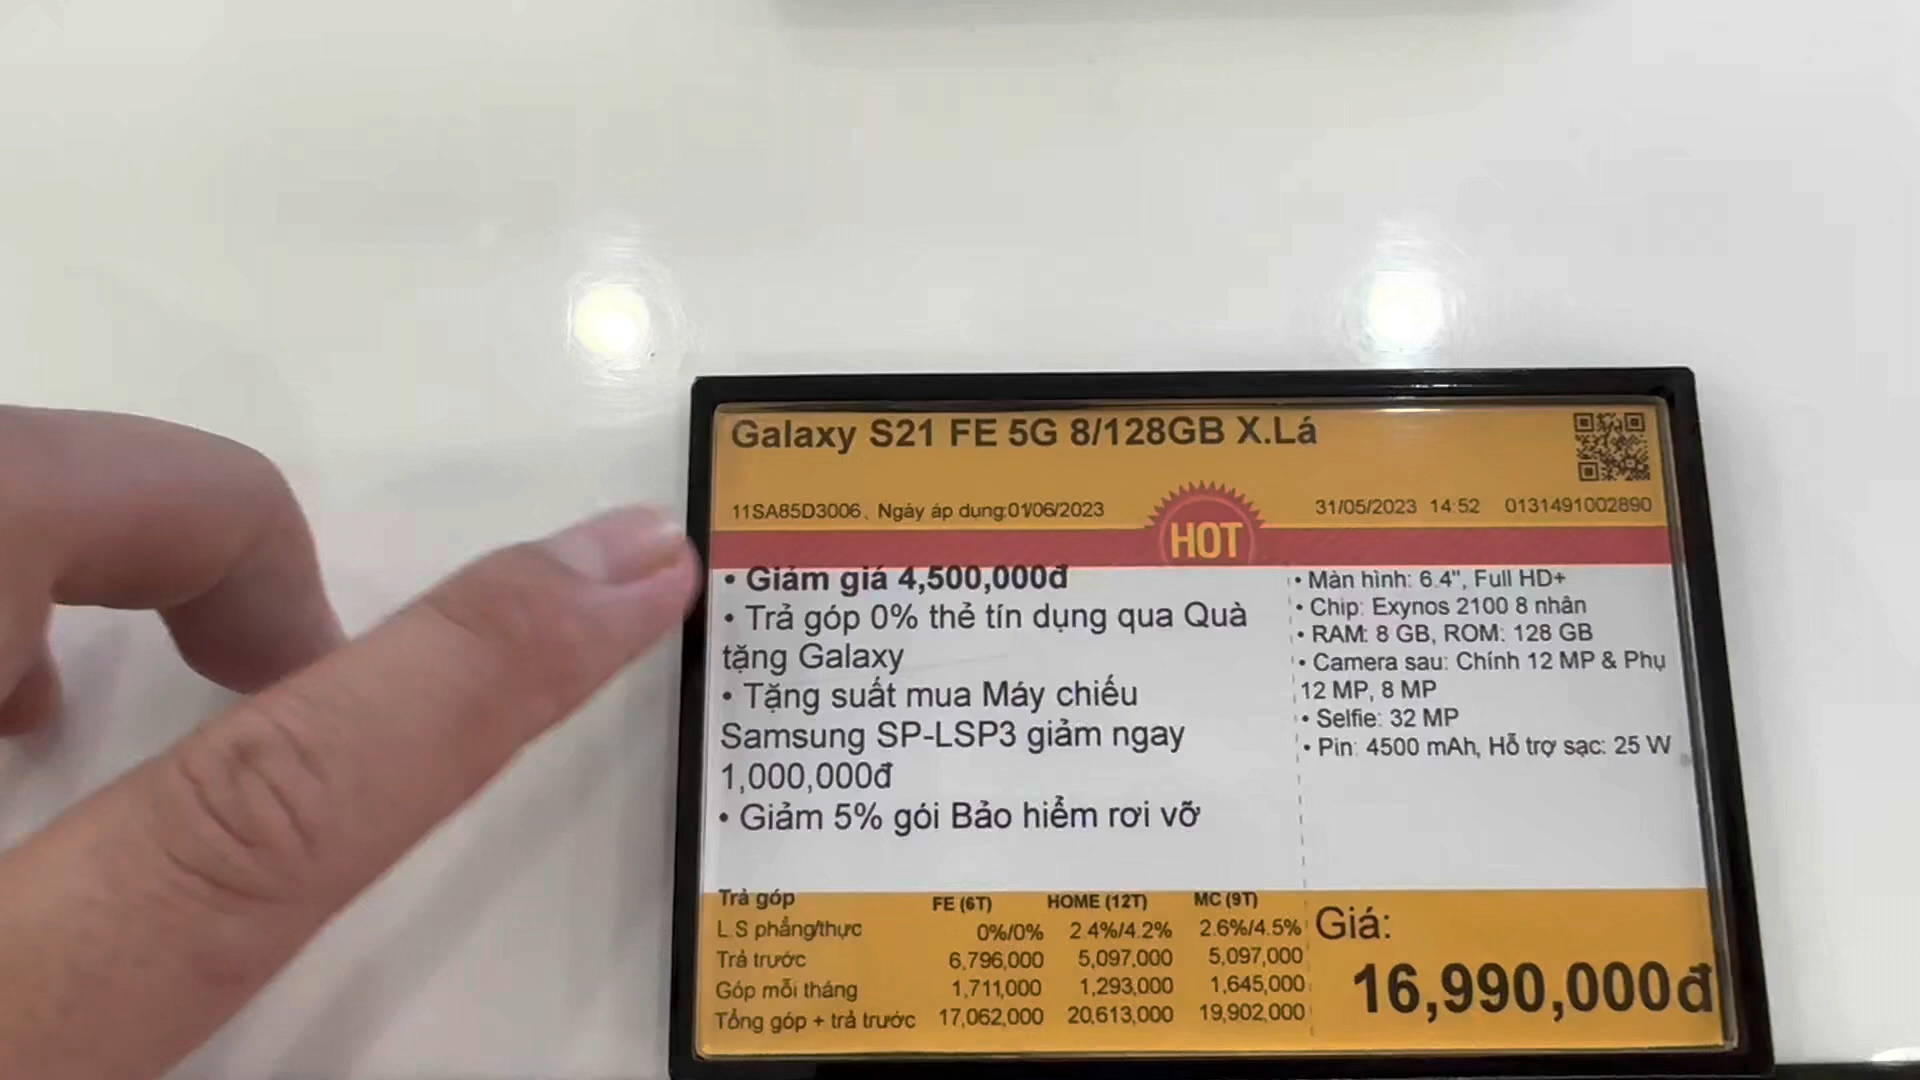 Galaxy S21 FE 5G 8/128GB X.Lá
11SA85D3006、Ngày áp dụng:01/06/2023
HOT
31/05/2023 14:52 0131491002890
• Giảm giá 4,500,000đ
• Trả góp 0% thẻ tín dụng qua Quà
tặng Galaxy
• Tặng suất mua Máy chiếu
Samsung SP-LSP3 giảm ngay
1,000,000đ
• Giảm 5% gói Bảo hiểm rơi vỡ
• Màn hình: 6.4", Full HD+
• Chip: Exynos 2100 8 nhân
• RAM: 8 GB, ROM: 128 GB
• Camera sau: Chính 12 MP & Phụ
12 MP, 8 MP
• Selfie: 32 MP
• Pin: 4500 mAh, Hỗ trợ sạc: 25 W
Trả góp FE (6T) HOME (12T) MC (9T)
L.S phẳng/thực 0%/0% 2.4%/4.2% 2.6%/4.5%
Trả trước 6,796,000 5,097,000 5,097,000
Góp mỗi tháng 1,711,000 1,293,000 1,645,000
Tổng góp + trả trước 17,062,000 20,613,000 19,902,000
Giá:
16,990,000đ